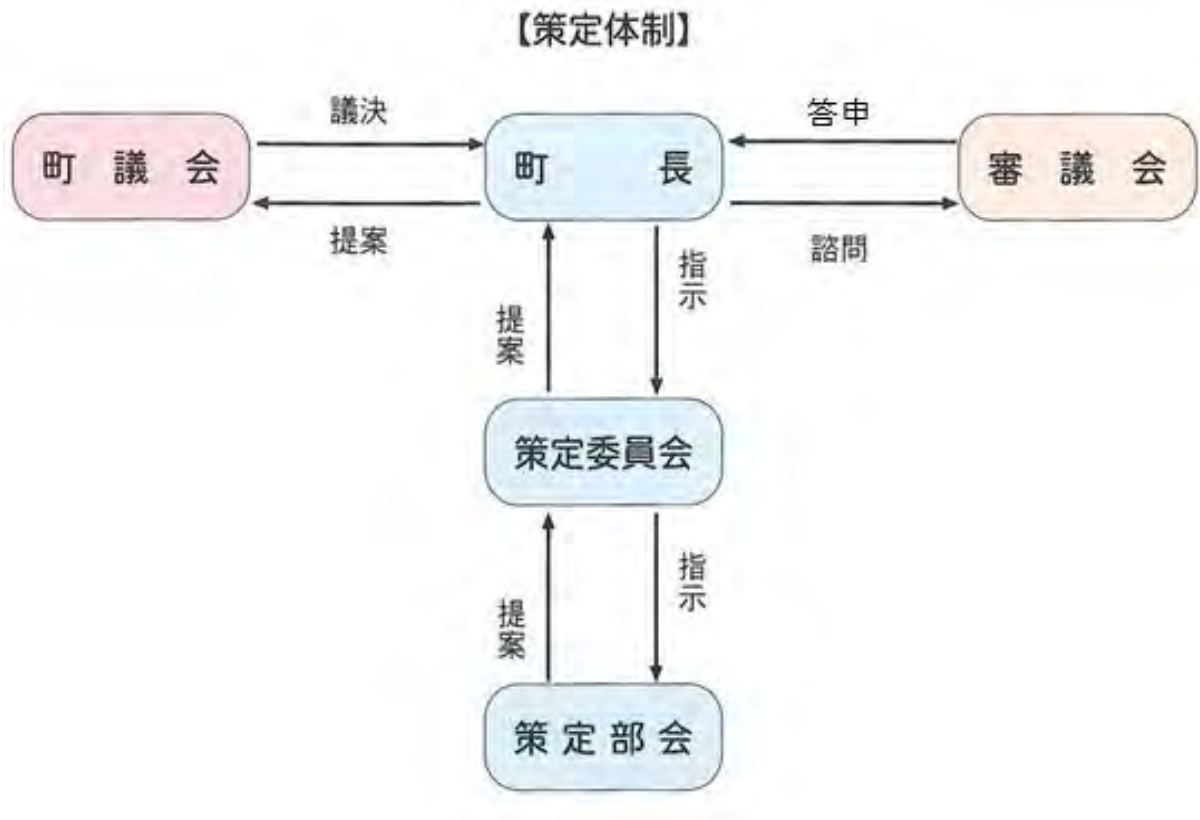 【策定体制】
議決
答申
町議会
町長
審議会
提案
諮問
指示
提案
策定委員会
指示
提案
策定部会